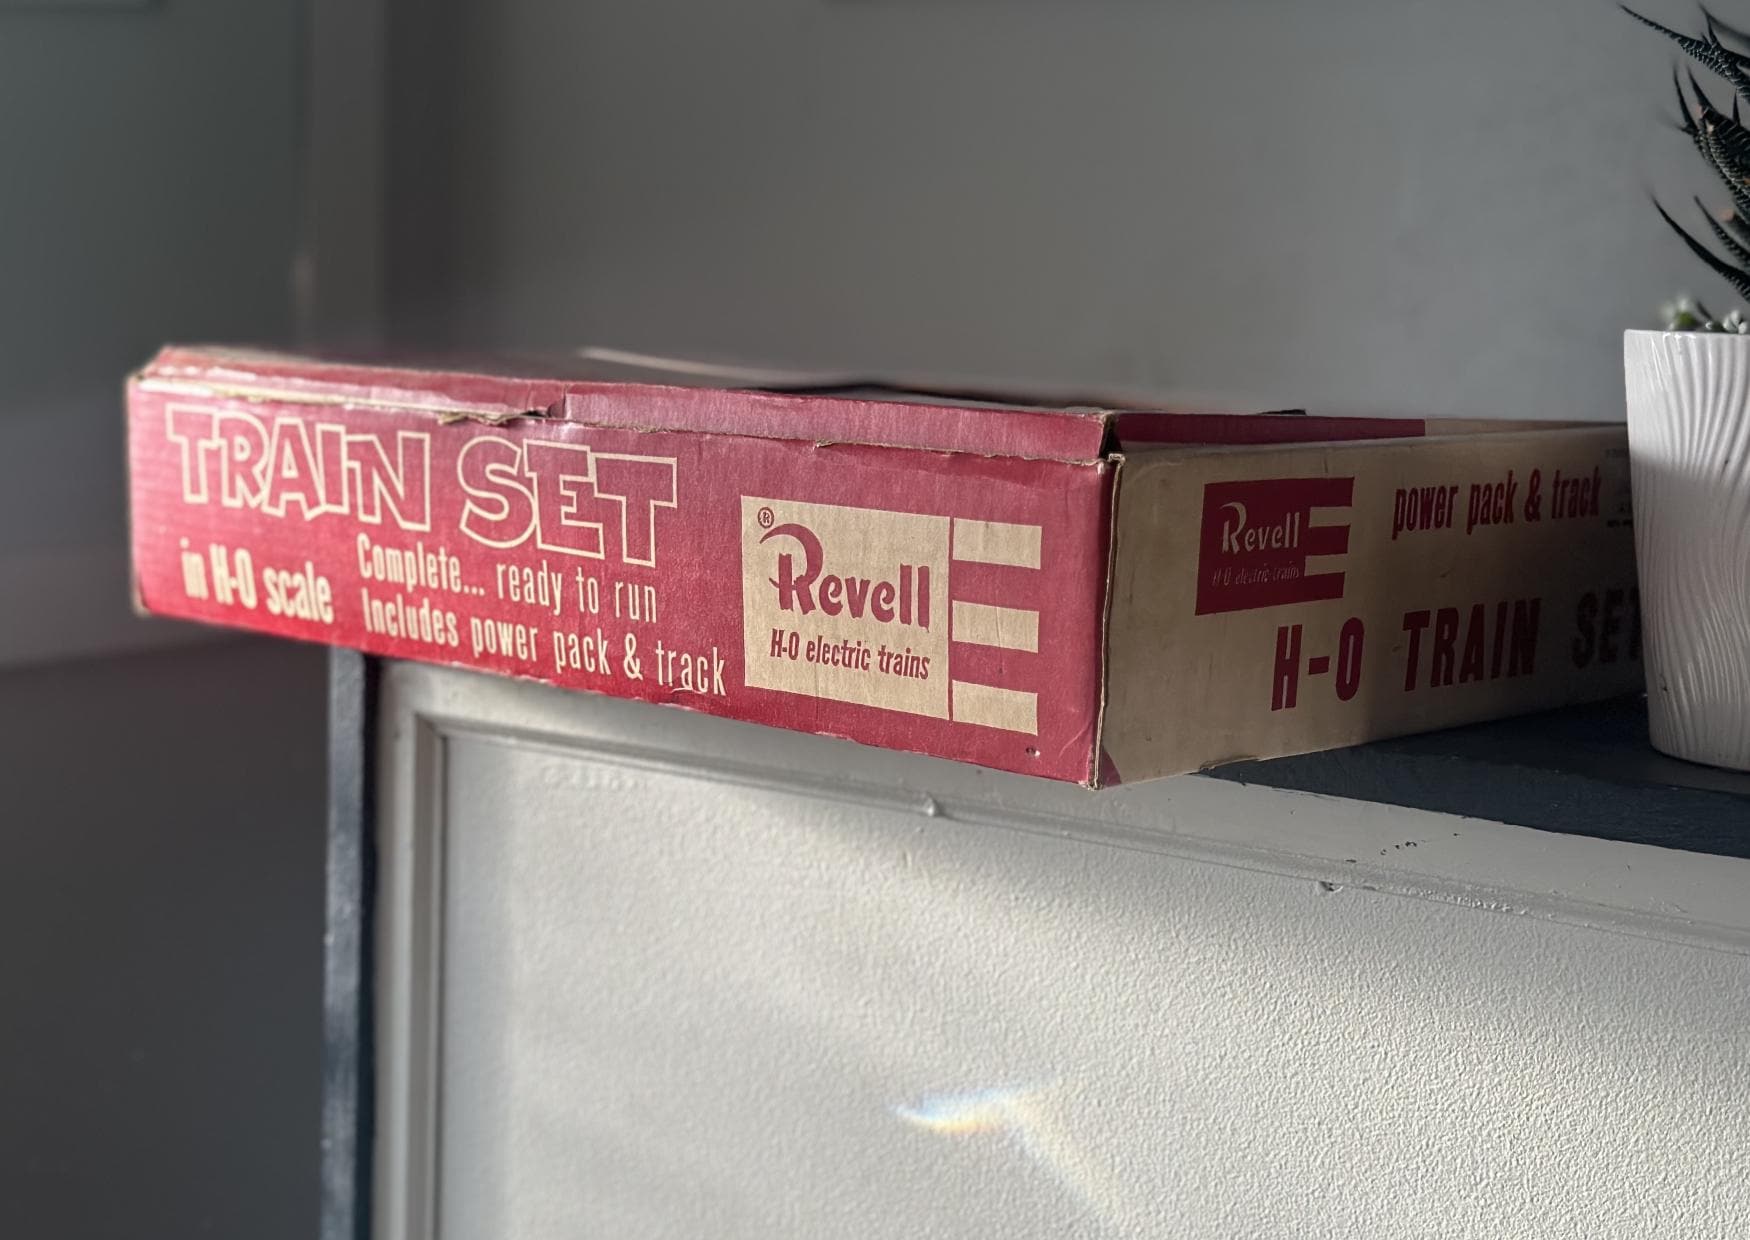 TRAIN SET
in H-O scale
Complete... ready to run
Includes power pack & track
®
Revell
H-O electric trains
Revell
H-O electric trains
power pack & track
H-O TRAIN SET